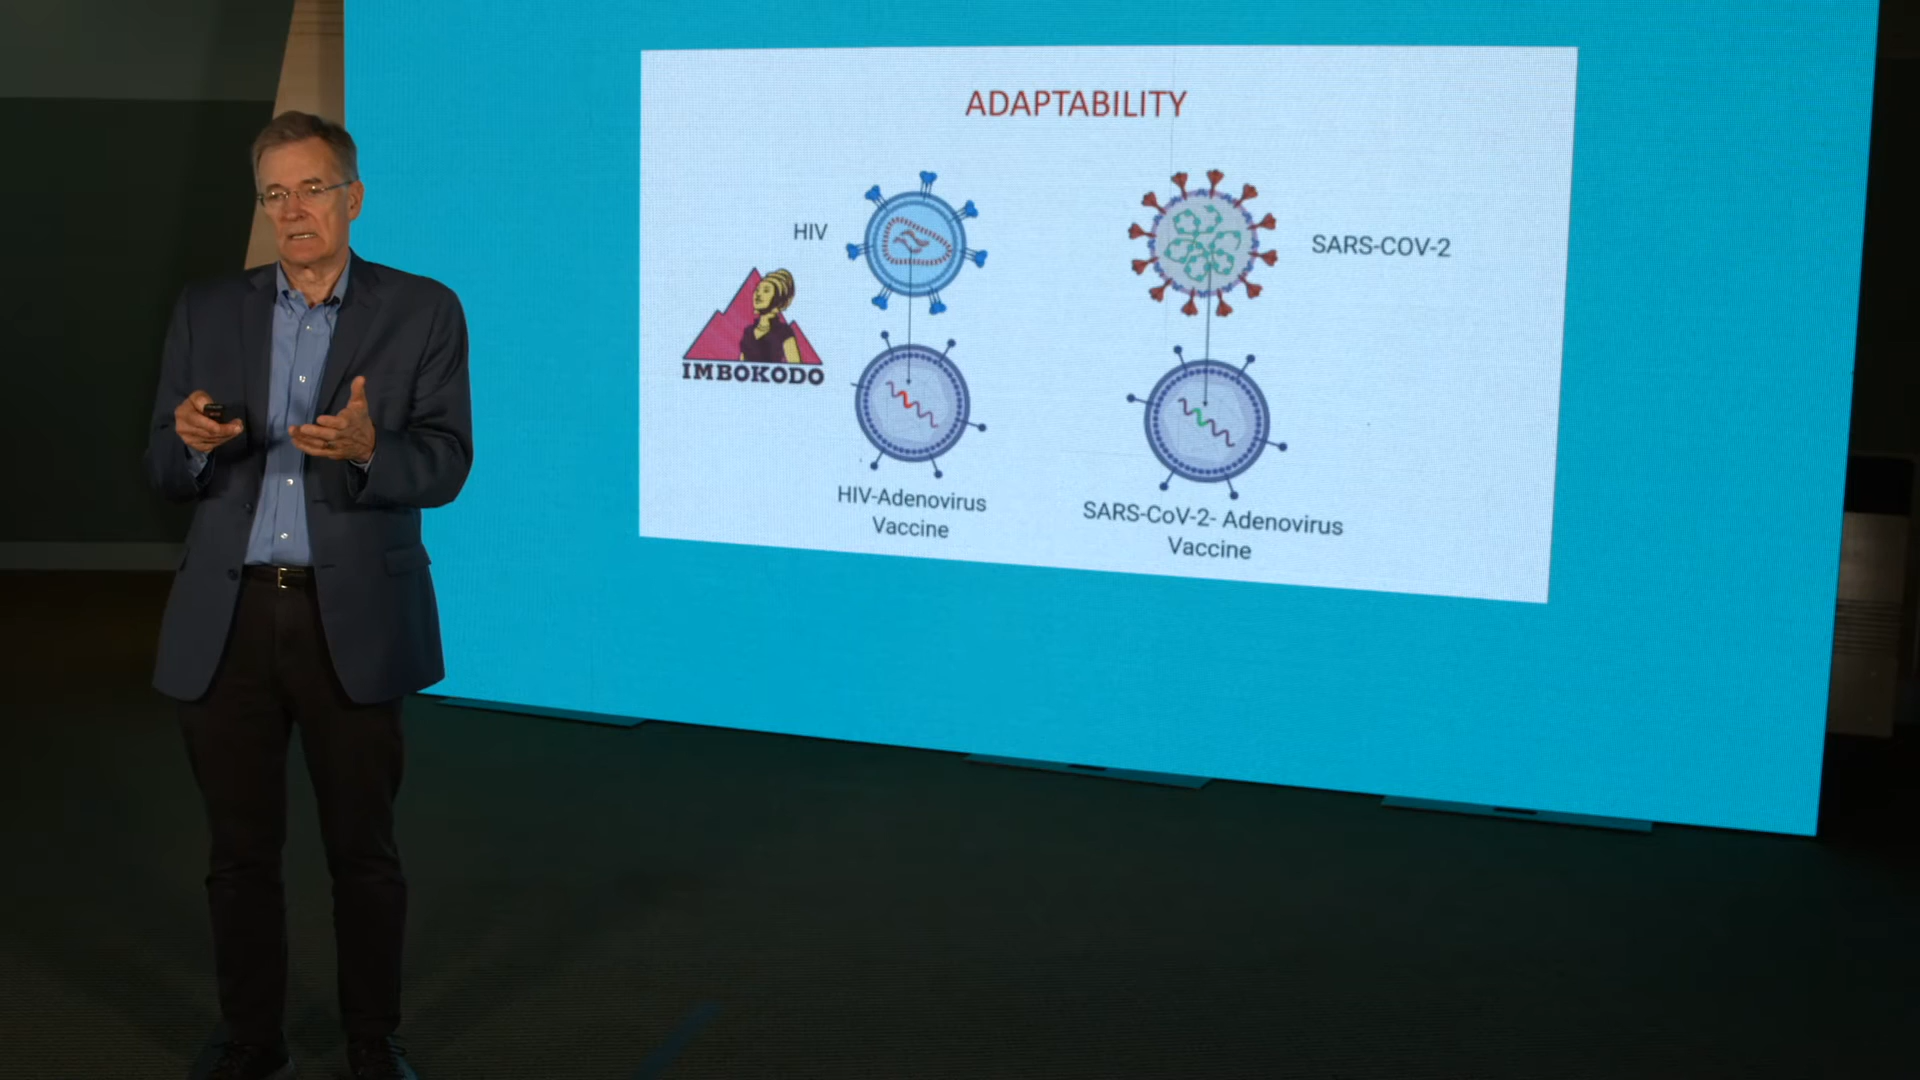 ADAPTABILITY
HIV
SARS-COV-2
IMBOKODO
HIV-Adenovirus
Vaccine
SARS-CoV-2- Adenovirus
Vaccine